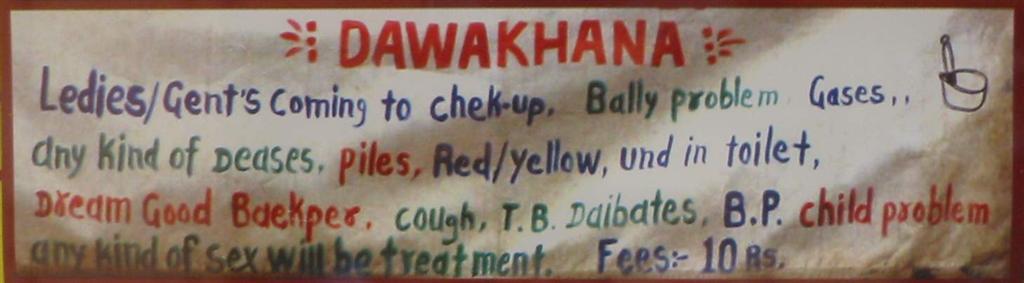 DAWAKHANA
Ledies/Gent's Coming to chek-up. Bally problem Gases,.
any kind of Deases. piles, Red/yellow, und in toilet,
Dream Good Baekper. cough, T.B. Daibates. B.P. child problem
any kind of sex will be treatment. Fees:- 10 Rs.